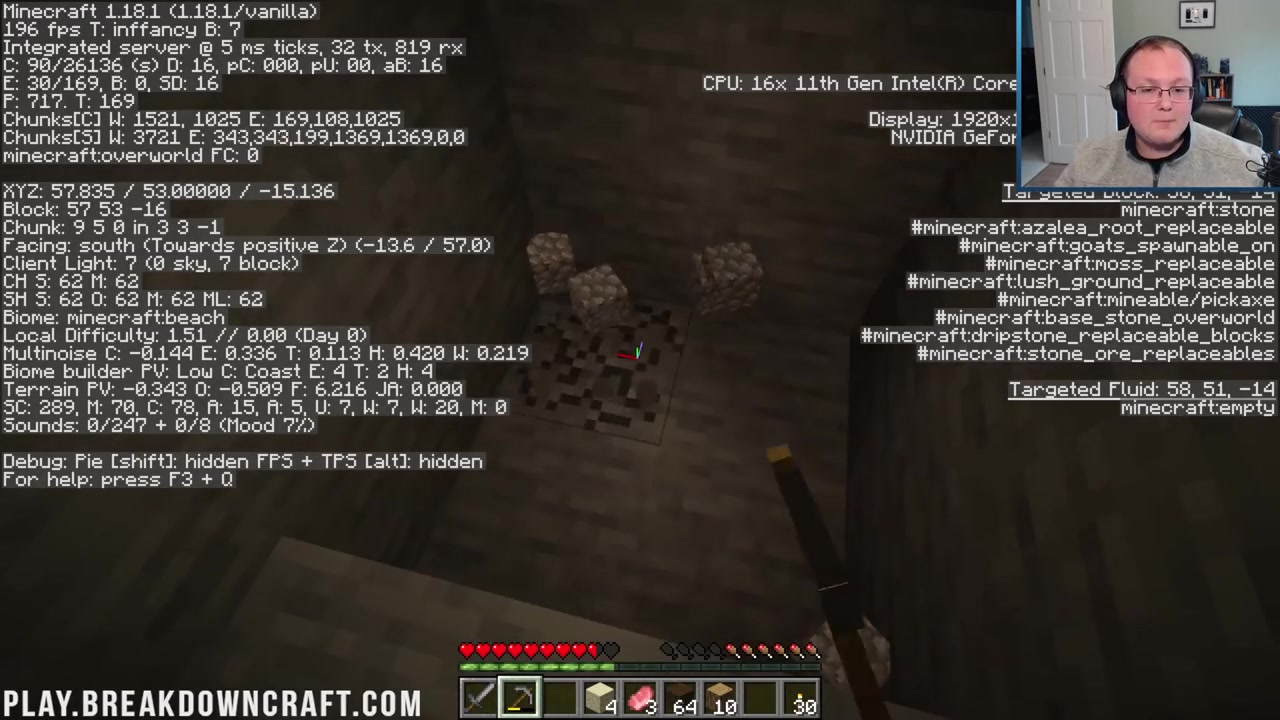 Minecraft 1.18.1 (1.18.1/vanilla)
196 fps T: inffancy B: 7
Integrated server @ 5 ms ticks, 32 tx, 819 rx
C: 90/26136 (s) D: 16, pC: 000, pU: 00, aB: 16
E: 30/169, B: 0, SD: 16
P: 717. T: 169
Chunks[C] W: 1521, 1025 E: 169,108,1025
Chunks[S] W: 3721 E: 343,343,199,1369,1369,0,0
minecraft:overworld FC: 0
XYZ: 57.835 / 53.00000 / -15.136
Block: 57 53 -16
Chunk: 9 5 0 in 3 3 -1
Facing: south (Towards positive Z) (-13.6 / 57.0)
Client Light: 7 (0 sky, 7 block)
CH S: 62 M: 62
SH S: 62 O: 62 M: 62 ML: 62
Biome: minecraft:beach
Local Difficulty: 1.51 // 0.00 (Day 0)
Multinoise C: -0.144 E: 0.336 T: 0.113 H: 0.420 W: 0.219
Biome builder PV: Low C: Coast E: 4 T: 2 H: 4
Terrain PV: -0.343 O: -0.509 F: 6.216 JA: 0.000
SC: 289, M: 70, C: 78, A: 15, A: 5, U: 7, W: 7, W: 20, M: 0
Sounds: 0/247 + 0/8 (Mood 7%)
Debug: Pie [shift]: hidden FPS + TPS [alt]: hidden
For help: press F3 + Q
CPU: 16x 11th Gen Intel(R) Core
Display: 1920x1
NVIDIA GeFor
Targeted Block: 58, 51, -14
minecraft:stone
#minecraft:azalea_root_replaceable
#minecraft:goats_spawnable_on
#minecraft:moss_replaceable
#minecraft:lush_ground_replaceable
#minecraft:mineable/pickaxe
#minecraft:base_stone_overworld
#minecraft:dripstone_replaceable_blocks
#minecraft:stone_ore_replaceables
Targeted Fluid: 58, 51, -14
minecraft:empty
4 3 64 10 30
PLAY.BREAKDOWNCRAFT.COM